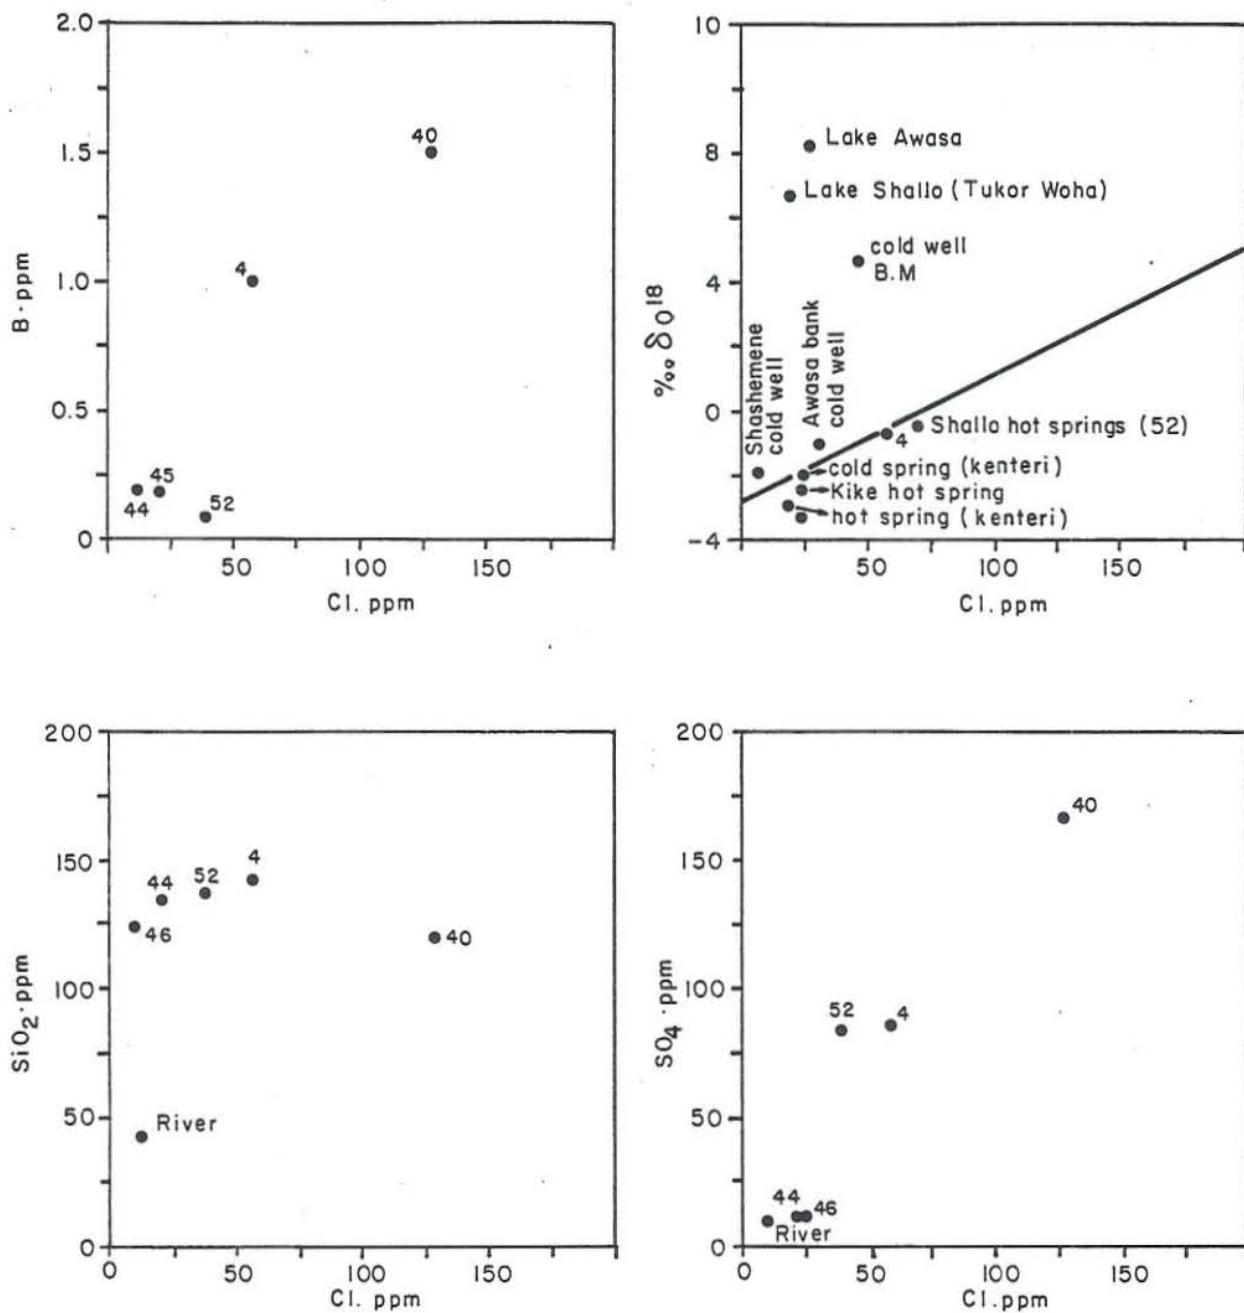 2.0
1.5
1.0
0.5
0
B.ppm
40
4
45
44
52
50
100
150
Cl. ppm
10
8
4
0
-4
‰ δO18
Lake Awasa
Lake Shallo (Tukor Woha)
cold well
B.M
Shashemene
cold well
Awasa bank
cold well
Shallo hot springs (52)
4
cold spring (kenteri)
Kike hot spring
hot spring (kenteri)
0
50
100
150
Cl. ppm
200
150
100
50
0
SiO2.ppm
44
52
4
46
40
River
0
50
100
150
Cl. ppm
200
150
100
50
0
SO4.ppm
40
52
4
44
46
River
0
50
100
150
Cl. ppm